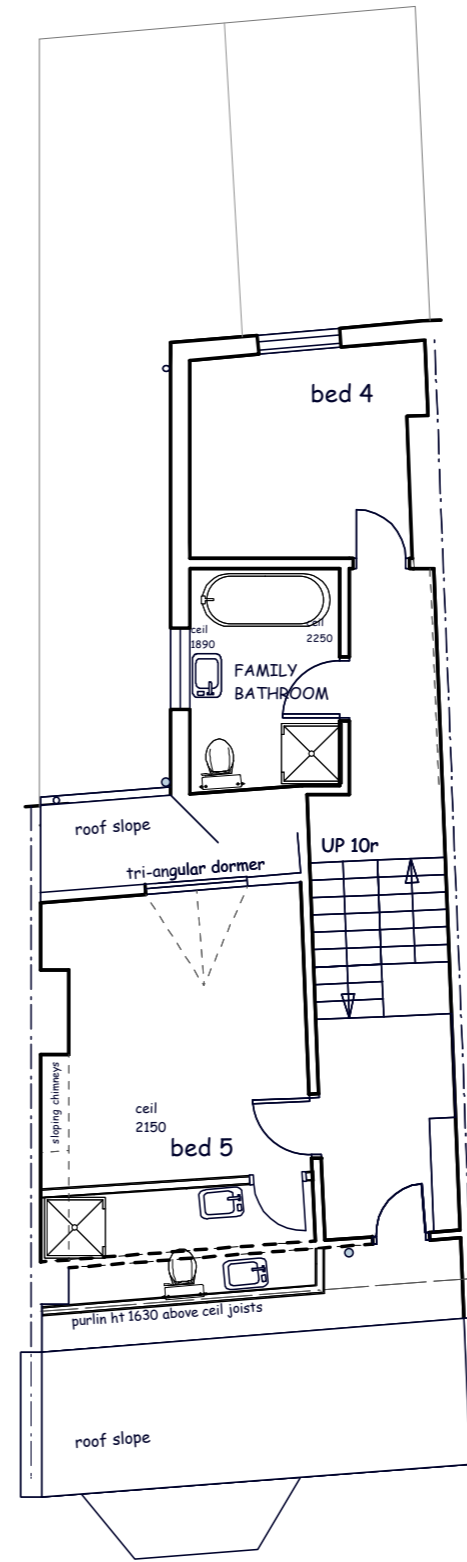 bed 4
ceil
1890
ceil
2250
FAMILY
BATHROOM
roof slope
UP 10r
tri-angular dormer
sloping chimneys
ceil
2150
bed 5
purlin ht 1630 above ceil joists
roof slope